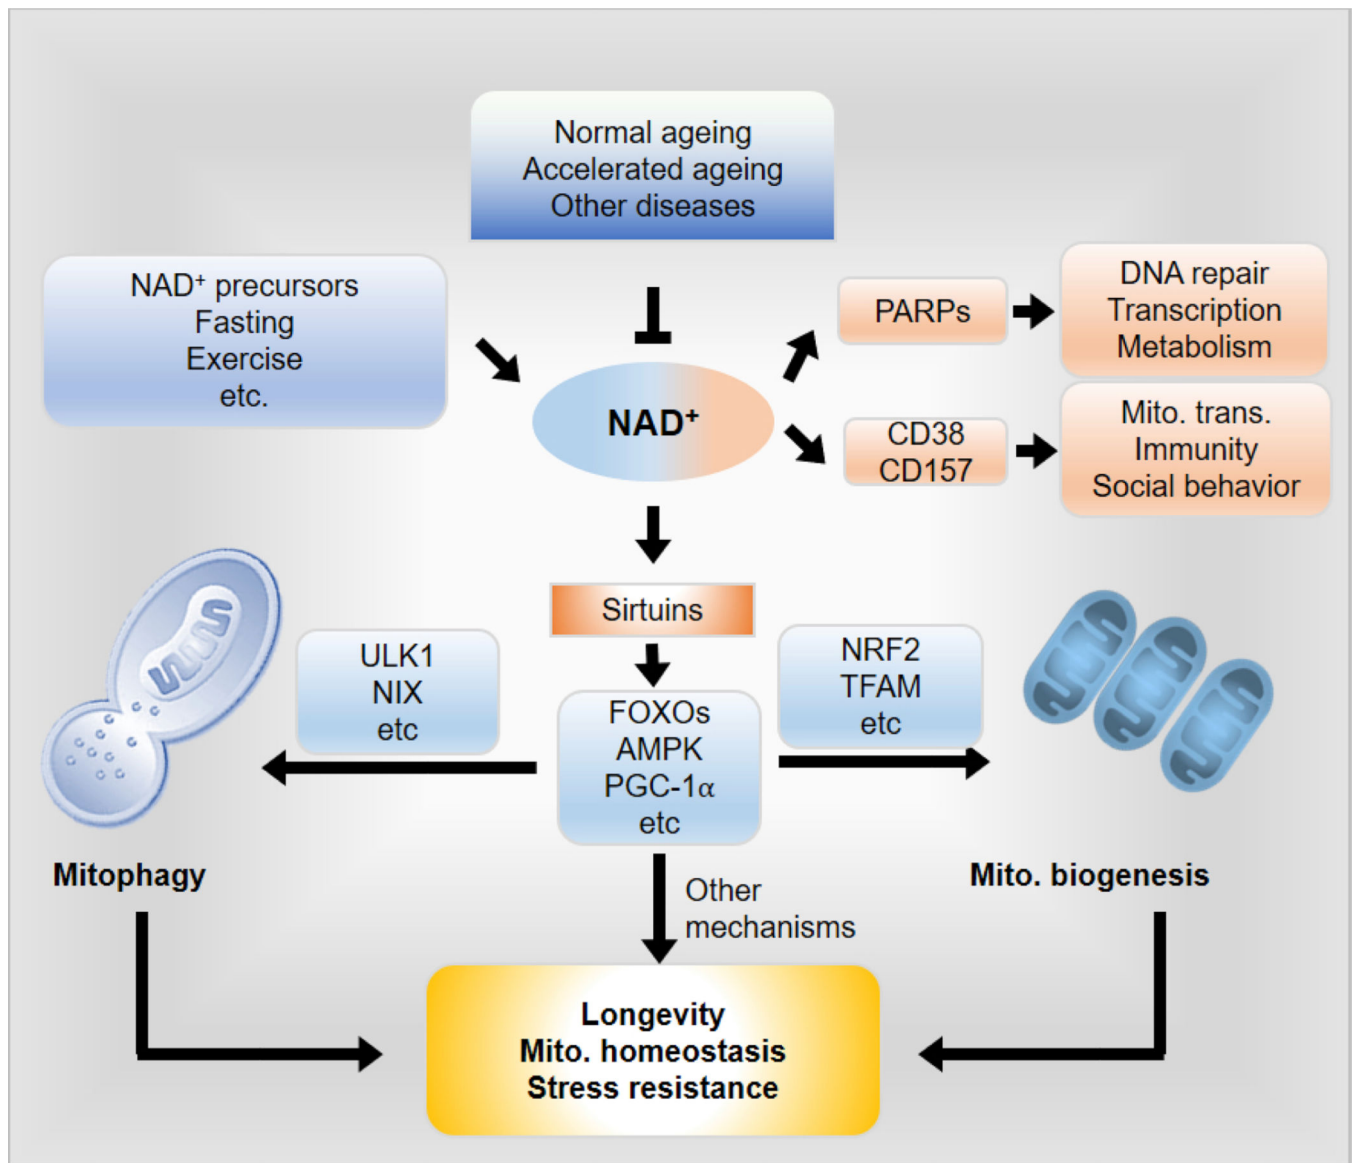 Normal ageing
Accelerated ageing
Other diseases
NAD⁺ precursors
Fasting
Exercise
etc.
NAD⁺
PARPs
DNA repair
Transcription
Metabolism
CD38
CD157
Mito. trans.
Immunity
Social behavior
Sirtuins
ULK1
NIX
etc
FOXOs
AMPK
PGC-1α
etc
NRF2
TFAM
etc
Mitophagy
Mito. biogenesis
Other
mechanisms
Longevity
Mito. homeostasis
Stress resistance